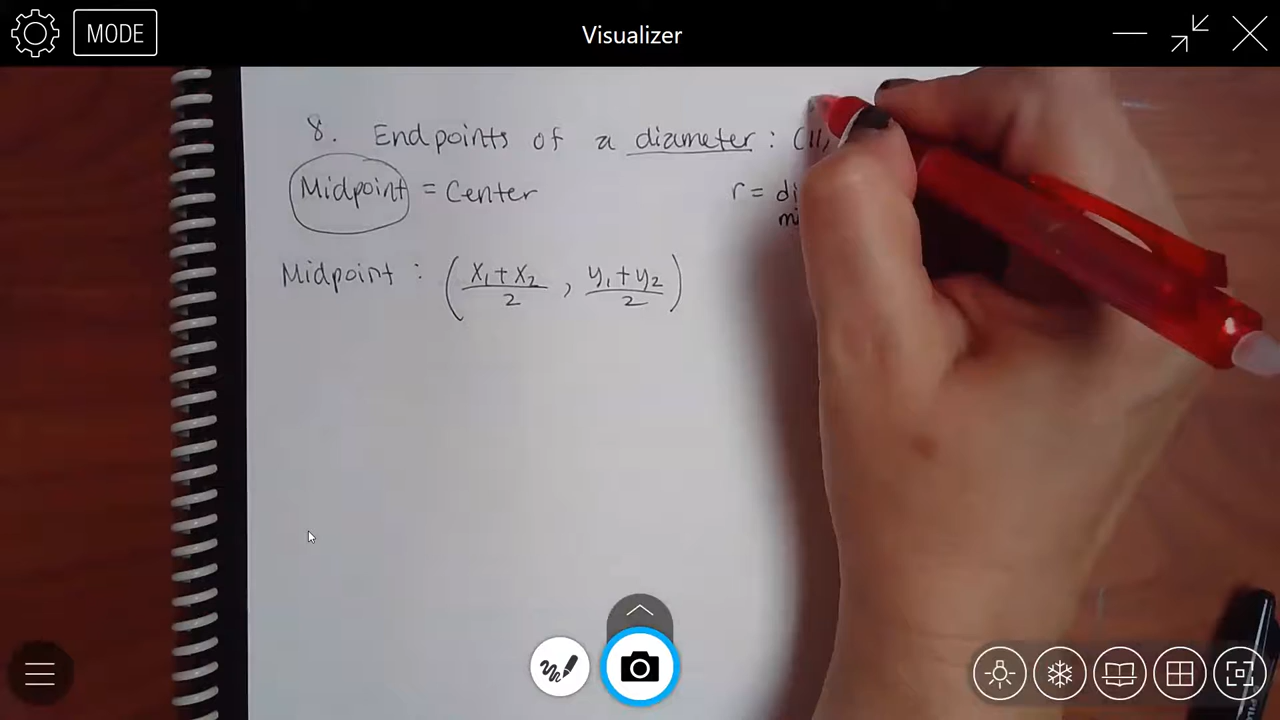 MODE
Visualizer
8. Endpoints of a diameter : (11,
Midpoint = Center
r =
Midpoint : ( x₁ + x₂ / 2 , y₁ + y₂ / 2 )